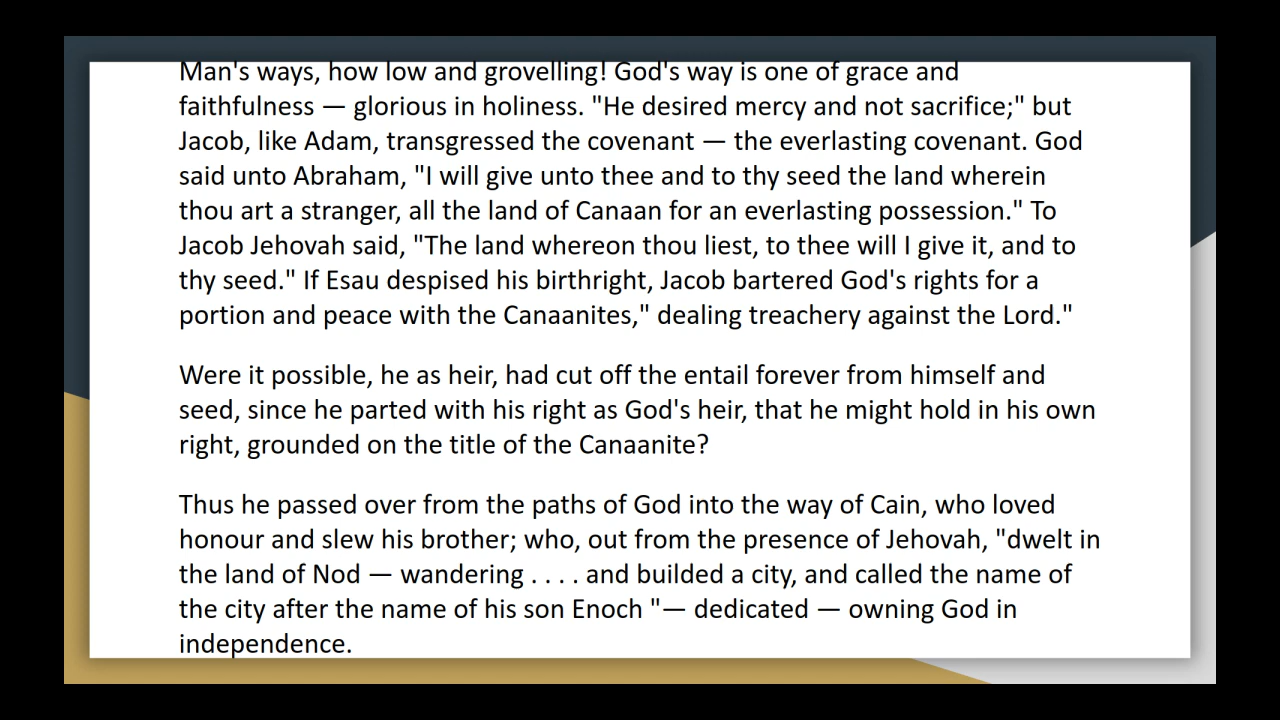 Man's ways, how low and grovelling! God's way is one of grace and
faithfulness — glorious in holiness. "He desired mercy and not sacrifice;" but
Jacob, like Adam, transgressed the covenant — the everlasting covenant. God
said unto Abraham, "I will give unto thee and to thy seed the land wherein
thou art a stranger, all the land of Canaan for an everlasting possession." To
Jacob Jehovah said, "The land whereon thou liest, to thee will I give it, and to
thy seed." If Esau despised his birthright, Jacob bartered God's rights for a
portion and peace with the Canaanites," dealing treachery against the Lord."
Were it possible, he as heir, had cut off the entail forever from himself and
seed, since he parted with his right as God's heir, that he might hold in his own
right, grounded on the title of the Canaanite?
Thus he passed over from the paths of God into the way of Cain, who loved
honour and slew his brother; who, out from the presence of Jehovah, "dwelt in
the land of Nod — wandering . . . . and builded a city, and called the name of
the city after the name of his son Enoch "— dedicated — owning God in
independence.